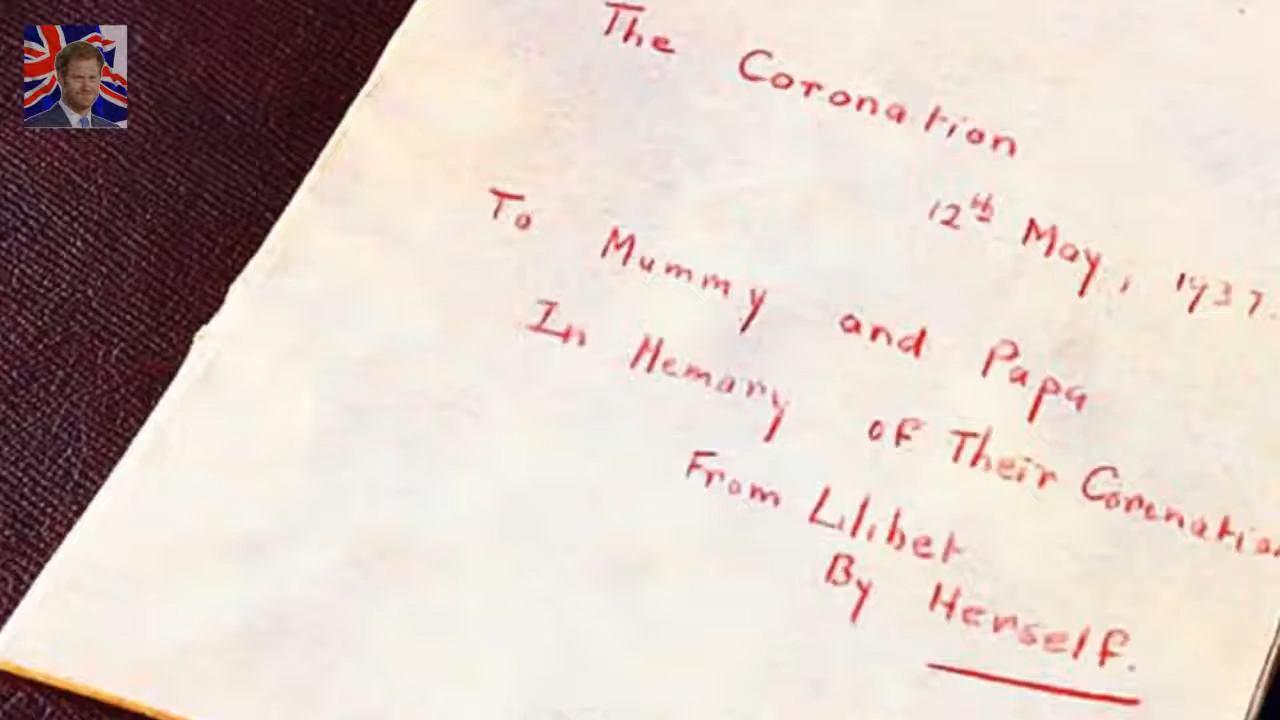 The Coronation
12th May, 1937.
To Mummy and Papa
In Memory of Their Coronation
From Lilibet
By Herself.